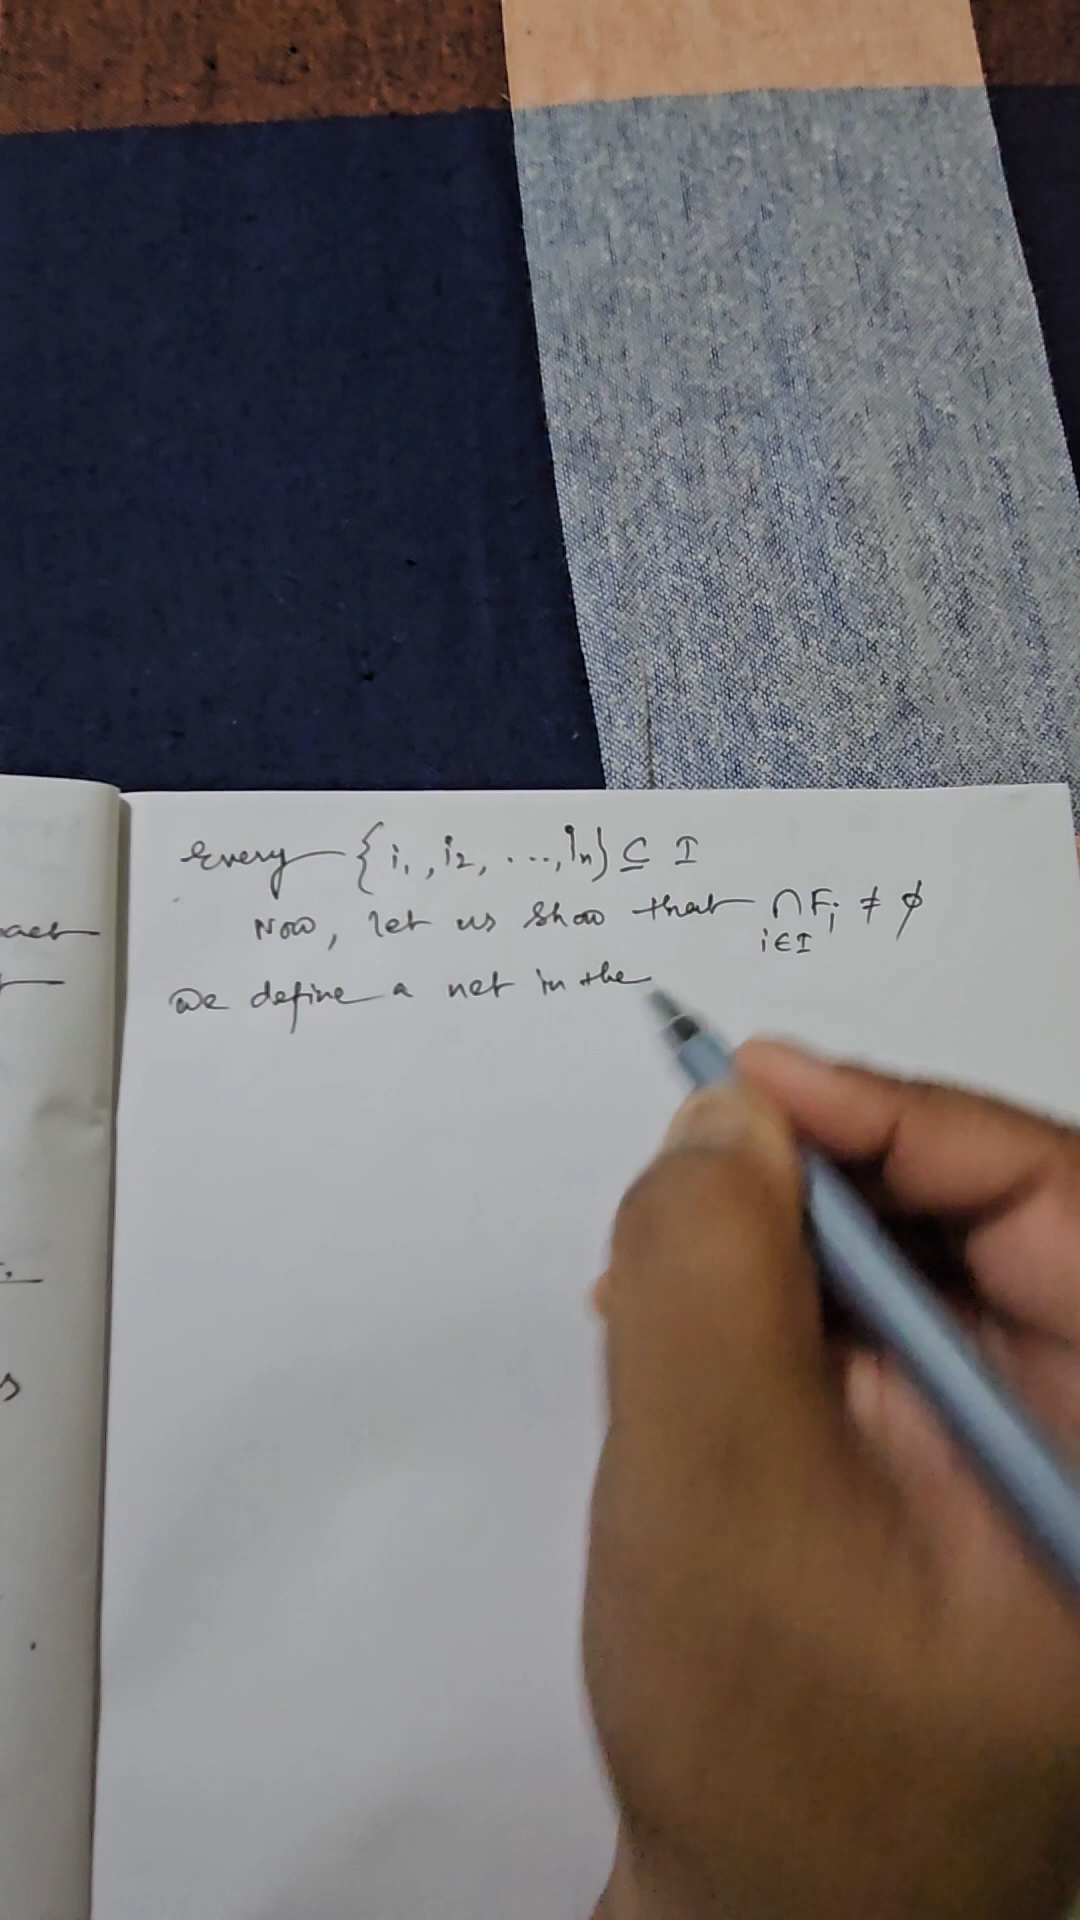 Every {i₁, i₂, ..., iₙ} ⊆ I
Now, let us show that ∩ Fᵢ ≠ φ
i∈I
We define a net in the